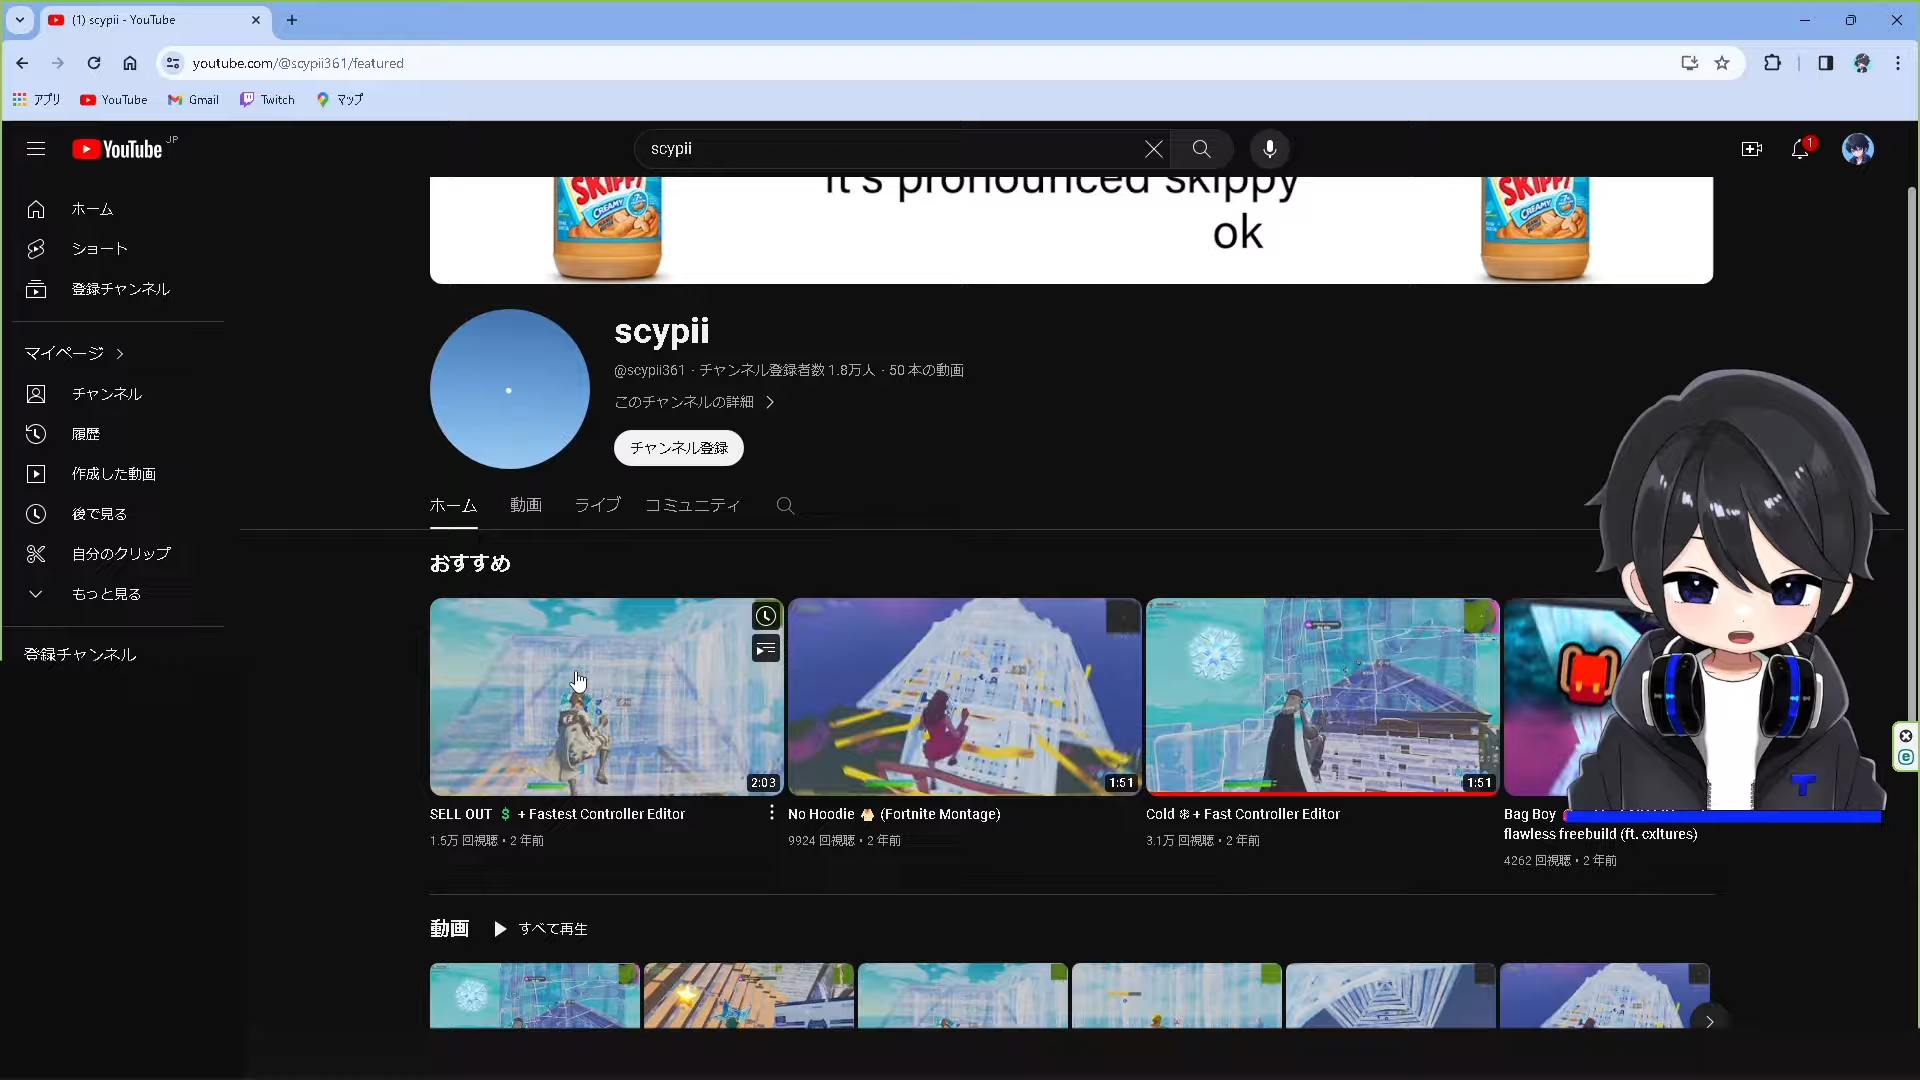 (1) scypii - YouTube
youtube.com/@scypii361/featured
アプリ
YouTube
Gmail
Twitch
マップ
YouTube JP
scypii
1
SKIPPY
CREAMY
It's pronounced skippy
ok
SKIPPY
CREAMY
ホーム
ショート
登録チャンネル
マイページ
チャンネル
履歴
作成した動画
後で見る
自分のクリップ
もっと見る
登録チャンネル
scypii
@scypii361・チャンネル登録者数 1.8万人・50 本の動画
このチャンネルの詳細
チャンネル登録
ホーム
動画
ライブ
コミュニティ
おすすめ
2:03
1:51
1:51
SELL OUT 💲 + Fastest Controller Editor
1.5万 回視聴・2 年前
No Hoodie (Fortnite Montage)
9924 回視聴・2 年前
Cold ❄ + Fast Controller Editor
3.1万 回視聴・2 年前
Bag Boy
flawless freebuild (ft. cxltures)
4262 回視聴・2 年前
T
動画
すべて再生